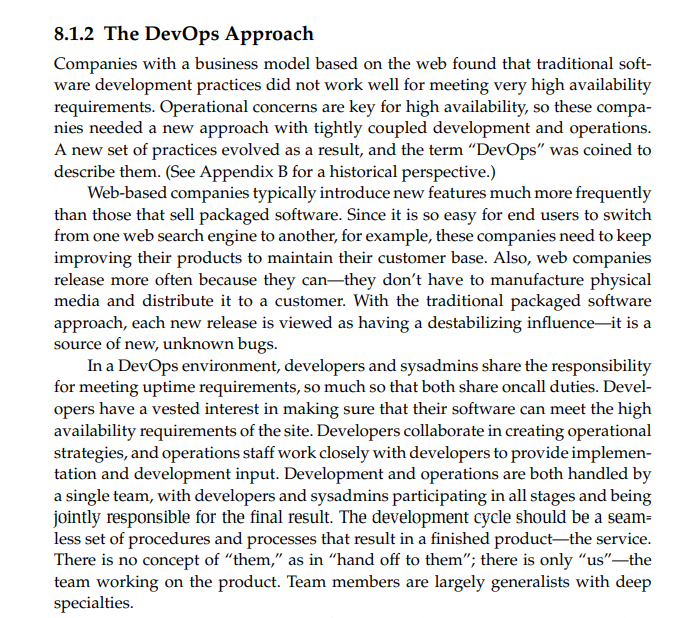 8.1.2 The DevOps Approach
Companies with a business model based on the web found that traditional soft-
ware development practices did not work well for meeting very high availability
requirements. Operational concerns are key for high availability, so these compa-
nies needed a new approach with tightly coupled development and operations.
A new set of practices evolved as a result, and the term “DevOps” was coined to
describe them. (See Appendix B for a historical perspective.)
Web-based companies typically introduce new features much more frequently
than those that sell packaged software. Since it is so easy for end users to switch
from one web search engine to another, for example, these companies need to keep
improving their products to maintain their customer base. Also, web companies
release more often because they can—they don’t have to manufacture physical
media and distribute it to a customer. With the traditional packaged software
approach, each new release is viewed as having a destabilizing influence—it is a
source of new, unknown bugs.
In a DevOps environment, developers and sysadmins share the responsibility
for meeting uptime requirements, so much so that both share oncall duties. Devel-
opers have a vested interest in making sure that their software can meet the high
availability requirements of the site. Developers collaborate in creating operational
strategies, and operations staff work closely with developers to provide implemen-
tation and development input. Development and operations are both handled by
a single team, with developers and sysadmins participating in all stages and being
jointly responsible for the final result. The development cycle should be a seam-
less set of procedures and processes that result in a finished product—the service.
There is no concept of “them,” as in “hand off to them”; there is only “us”—the
team working on the product. Team members are largely generalists with deep
specialties.